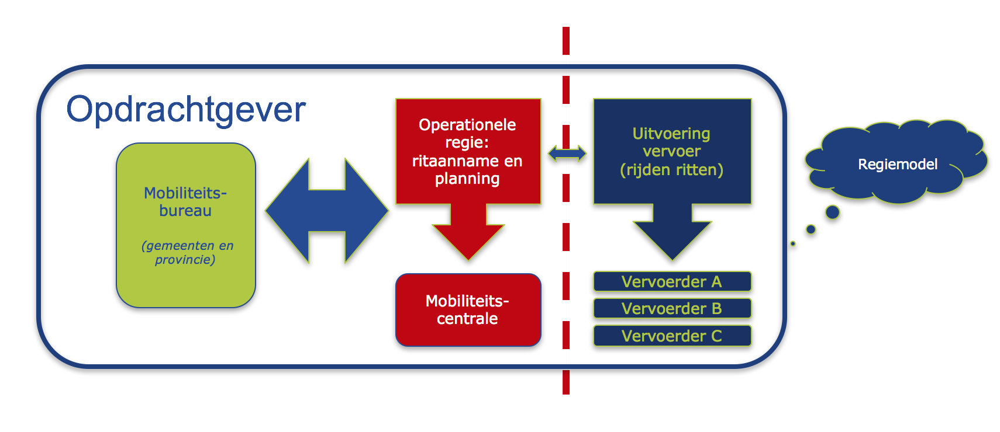 Opdrachtgever
Mobiliteits-
bureau
(gemeenten en
provincie)
Operationele
regie:
ritaanname en
planning
Mobiliteits-
centrale
Uitvoering
vervoer
(rijden ritten)
Vervoerder A
Vervoerder B
Vervoerder C
Regiemodel